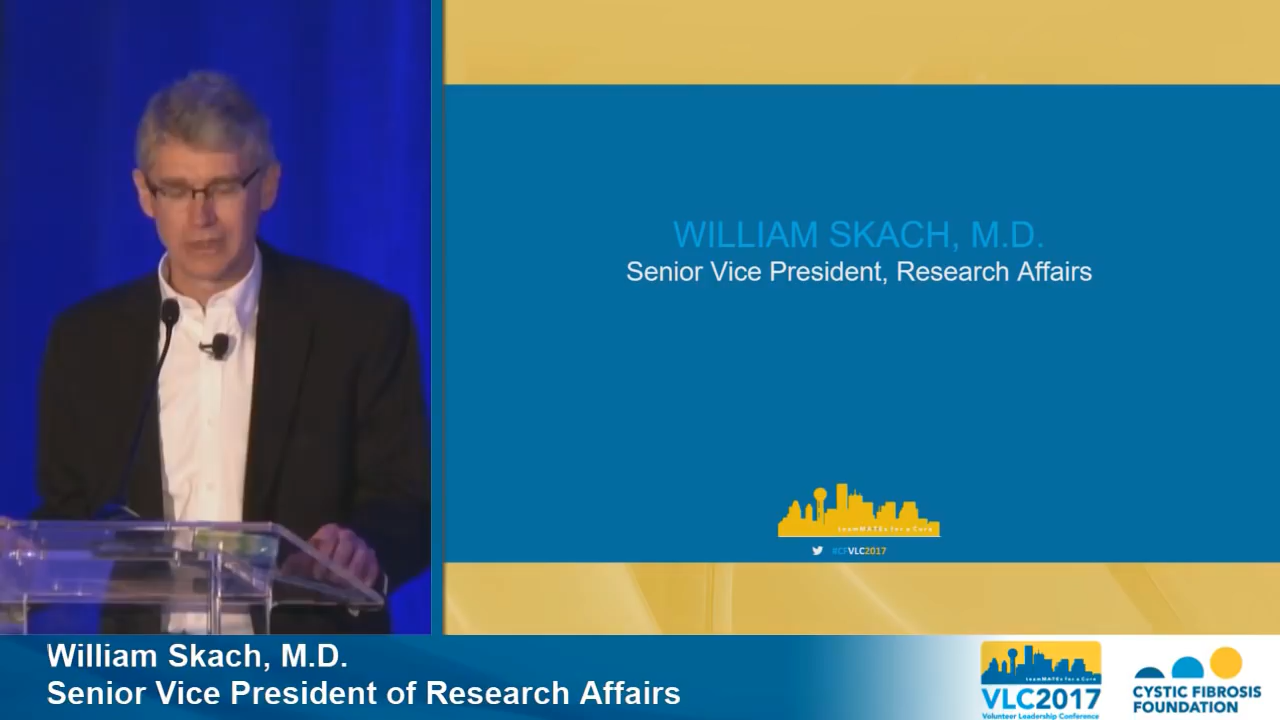 WILLIAM SKACH, M.D.
Senior Vice President, Research Affairs
teamMATEs for a Cure
#CFVLC2017
William Skach, M.D.
Senior Vice President of Research Affairs
teamMATEs for a Cure
VLC2017
Volunteer Leadership Conference
CYSTIC FIBROSIS
FOUNDATION